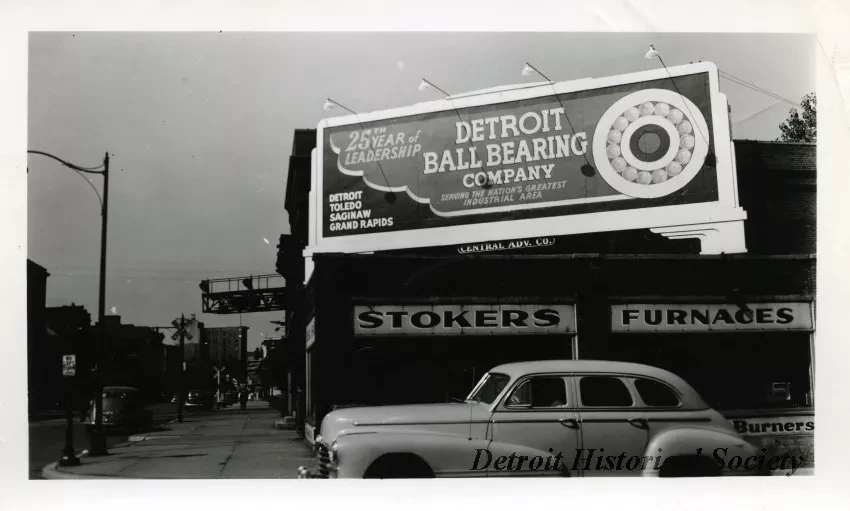 25TH
YEAR of
LEADERSHIP
DETROIT
BALL BEARING
COMPANY
SERVING THE NATION'S GREATEST
INDUSTRIAL AREA
DETROIT
TOLEDO
SAGINAW
GRAND RAPIDS
CENTRAL ADV. CO.
STOKERS
FURNACES
Burners
Detroit Historical Society